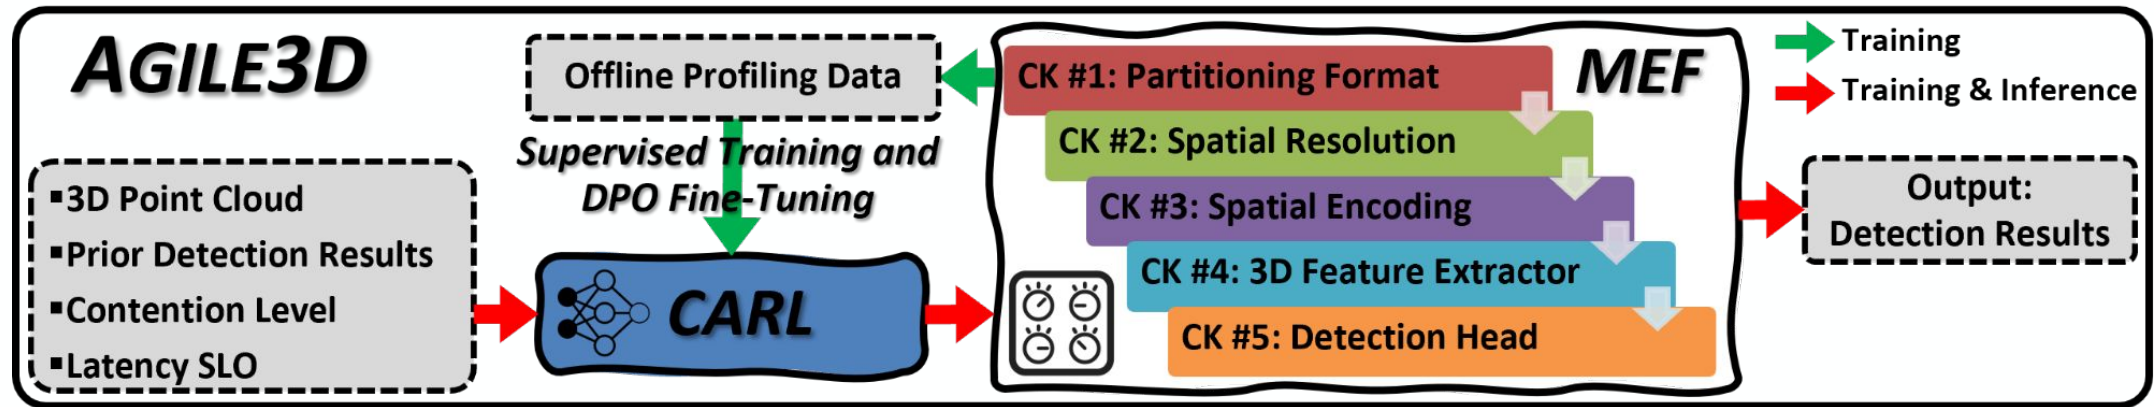 AGILE3D
▪3D Point Cloud
▪Prior Detection Results
▪Contention Level
▪Latency SLO
Offline Profiling Data
Supervised Training and
DPO Fine-Tuning
CARL
MEF
CK #1: Partitioning Format
CK #2: Spatial Resolution
CK #3: Spatial Encoding
CK #4: 3D Feature Extractor
CK #5: Detection Head
Training
Training & Inference
Output:
Detection Results